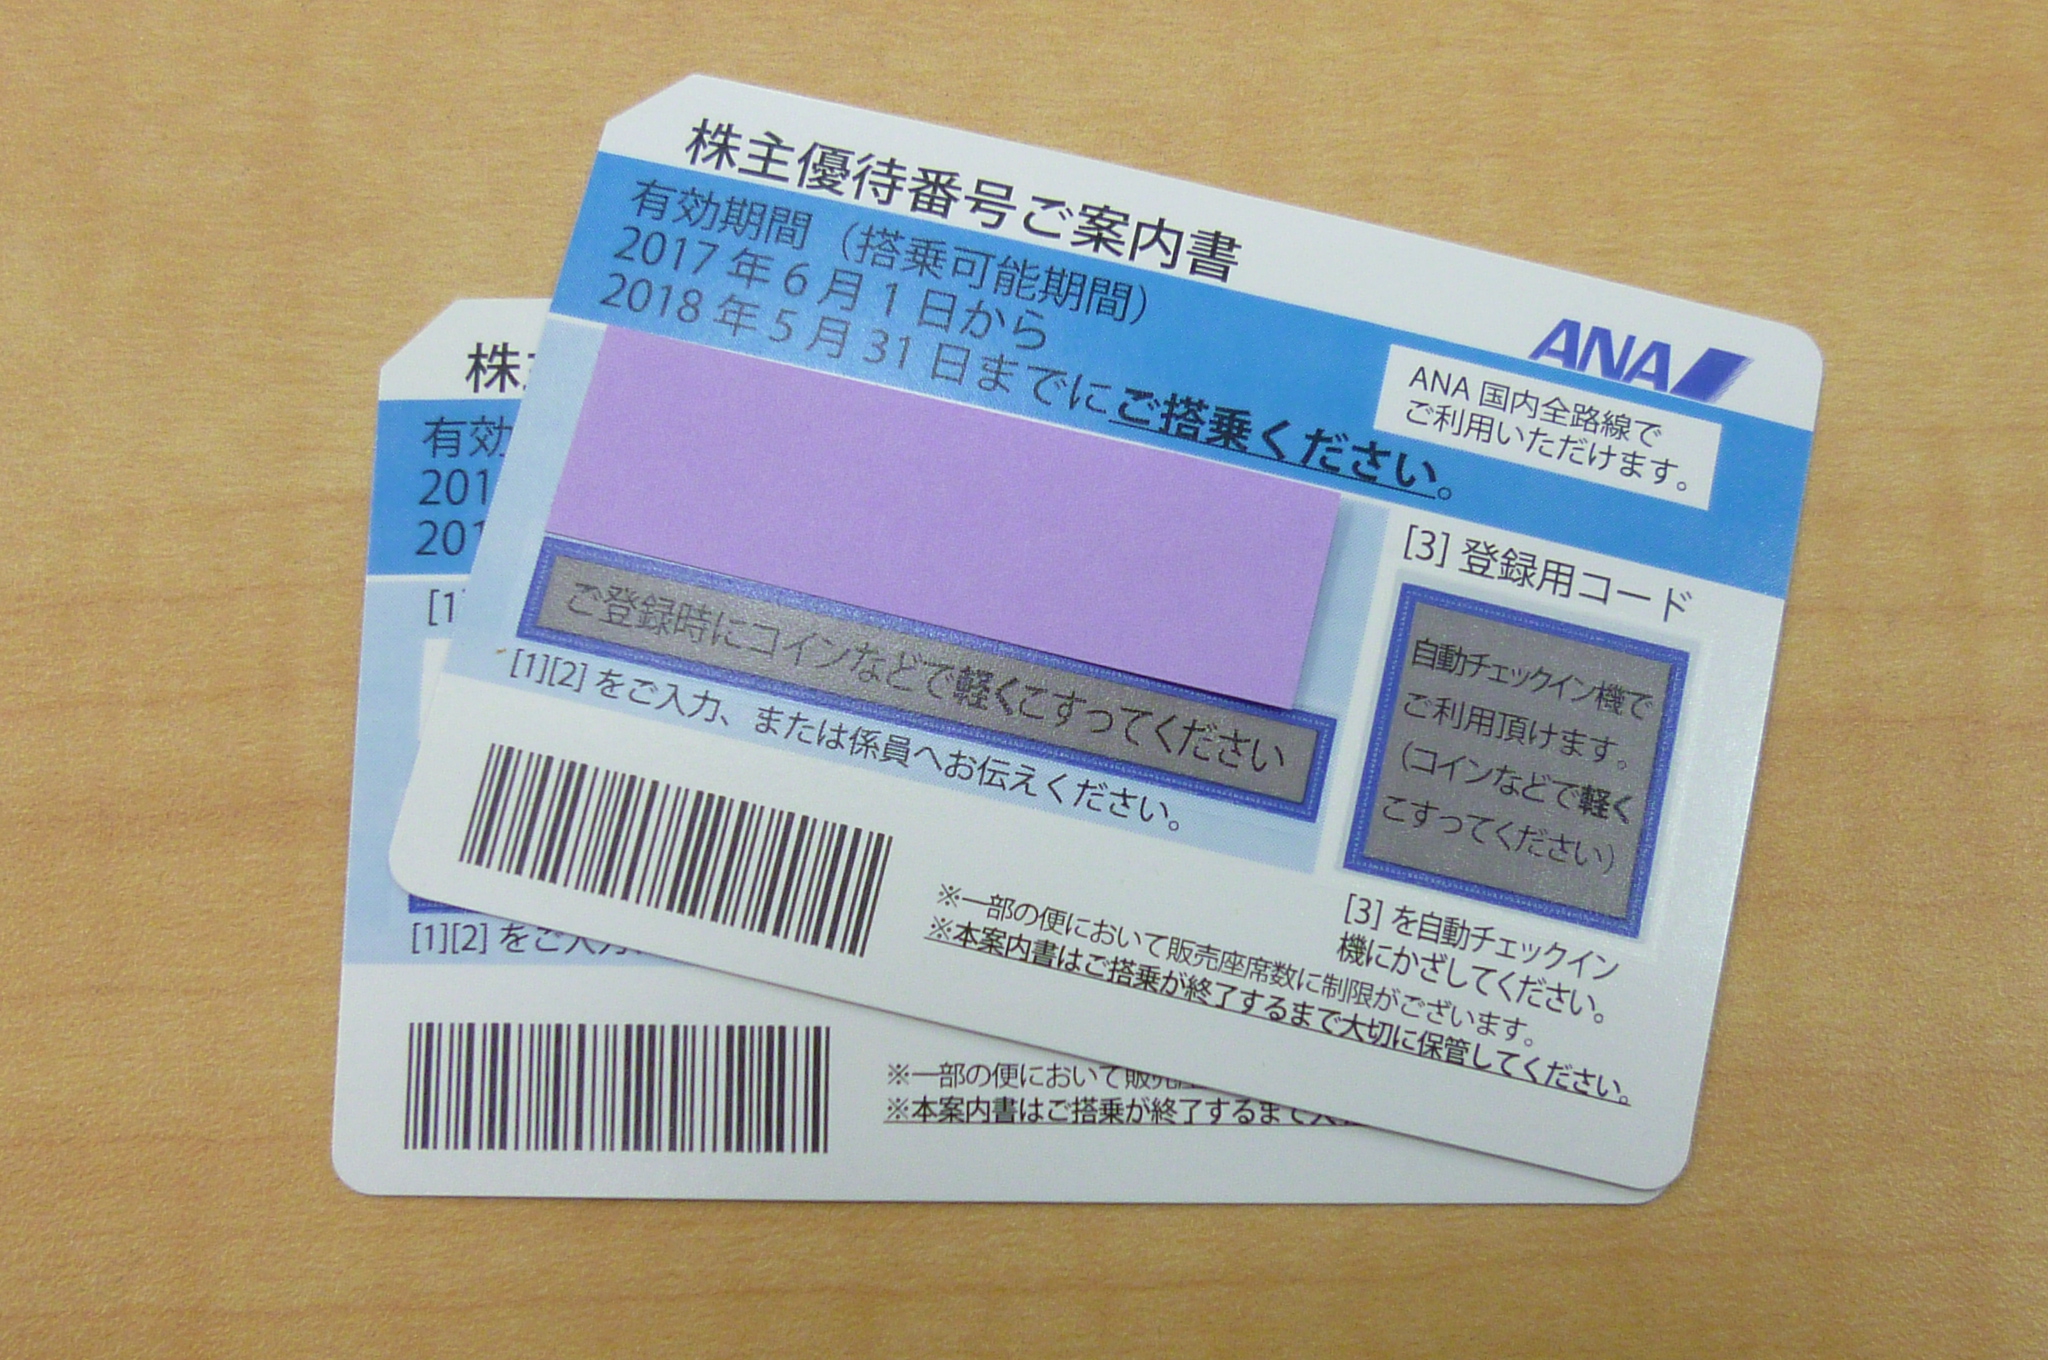 株主優待番号ご案内書
有効期間（搭乗可能期間）
2017 年 6 月 1 日から
2018 年 5 月 31 日までにご搭乗ください。
ANA
ANA 国内全路線で
ご利用いただけます。
ご登録時にコインなどで軽くこすってください
[1][2] をご入力、または係員へお伝えください。
[3] 登録用コード
自動チェックイン機で
ご利用頂けます。
（コインなどで軽く
こすってください）
[3] を自動チェックイン
機にかざしてください。
※一部の便において販売座席数に制限がございます。
※本案内書はご搭乗が終了するまで大切に保管してください。
株
有効
201
201
[1]
[1][2] をご入力
※一部の便において販売
※本案内書はご搭乗が終了するまで